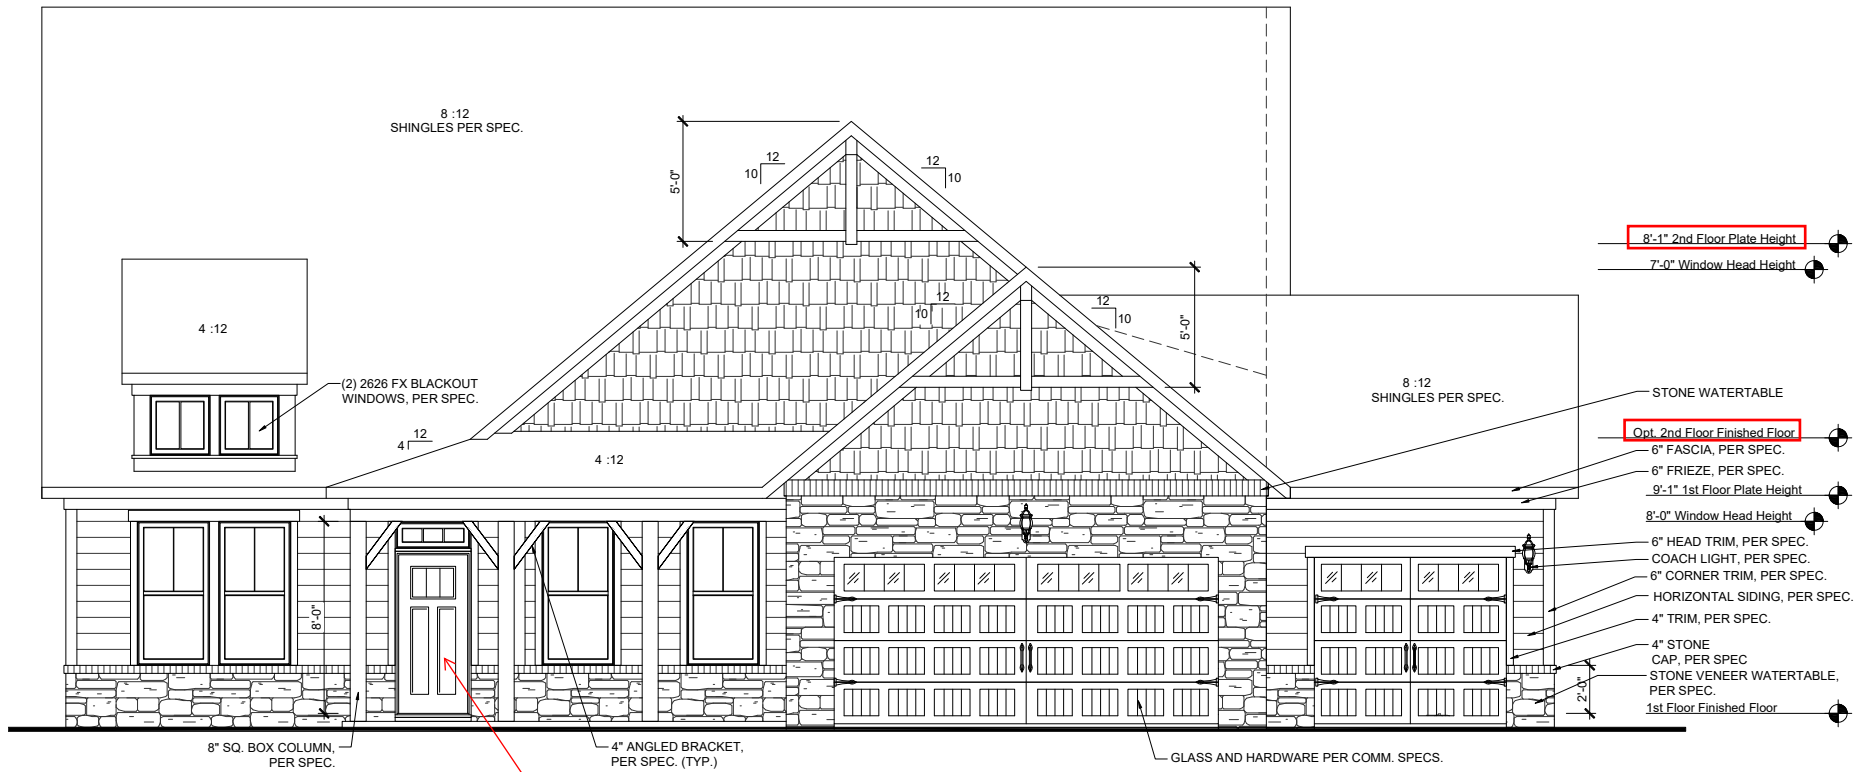 8 :12
SHINGLES PER SPEC.
5'-0"
12
10
12
10
8'-1" 2nd Floor Plate Height
7'-0" Window Head Height
4 :12
12
10
12
10
5'-0"
(2) 2626 FX BLACKOUT
WINDOWS, PER SPEC.
8 :12
SHINGLES PER SPEC.
STONE WATERTABLE
12
4
4 :12
Opt. 2nd Floor Finished Floor
6" FASCIA, PER SPEC.
6" FRIEZE, PER SPEC.
9'-1" 1st Floor Plate Height
8'-0" Window Head Height
6" HEAD TRIM, PER SPEC.
COACH LIGHT, PER SPEC.
6" CORNER TRIM, PER SPEC.
HORIZONTAL SIDING, PER SPEC.
4" TRIM, PER SPEC.
8'-0"
4" STONE
CAP, PER SPEC
STONE VENEER WATERTABLE,
PER SPEC.
2'-0"
1st Floor Finished Floor
8" SQ. BOX COLUMN,
PER SPEC.
4" ANGLED BRACKET,
PER SPEC. (TYP.)
GLASS AND HARDWARE PER COMM. SPECS.